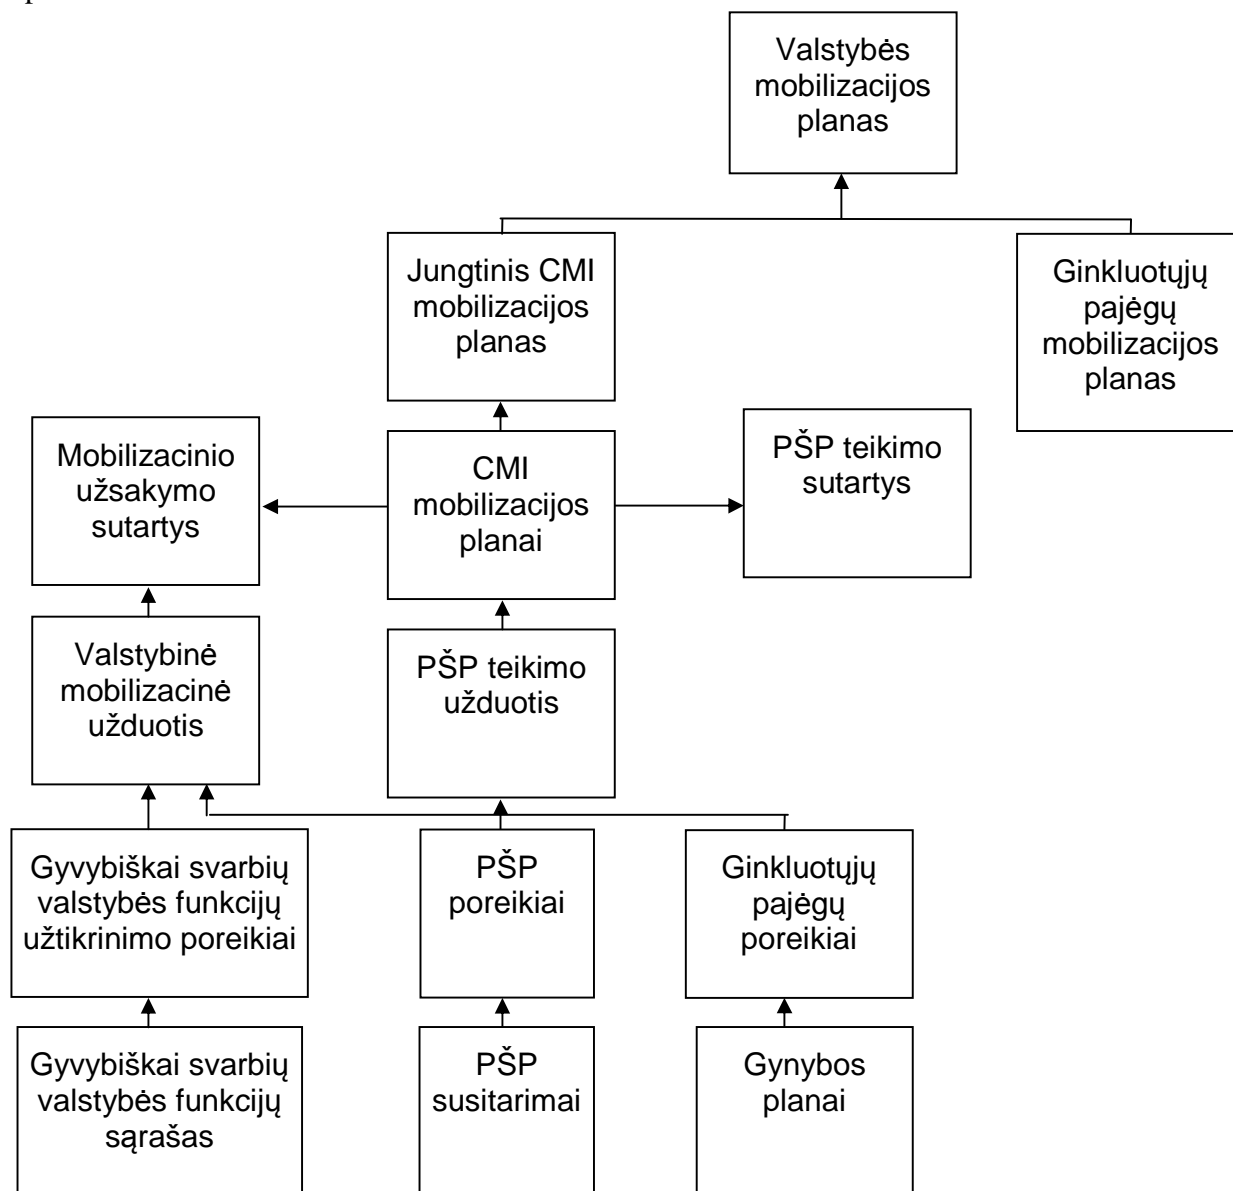 Valstybės
mobilizacijos
planas
Jungtinis CMI
mobilizacijos
planas
Ginkluotųjų
pajėgų
mobilizacijos
planas
Mobilizacinio
užsakymo
sutartys
CMI
mobilizacijos
planai
PŠP teikimo
sutartys
Valstybinė
mobilizacinė
užduotis
PŠP teikimo
užduotis
Gyvybiškai svarbių
valstybės funkcijų
užtikrinimo poreikiai
PŠP
poreikiai
Ginkluotųjų
pajėgų
poreikiai
Gyvybiškai svarbių
valstybės funkcijų
sąrašas
PŠP
susitarimai
Gynybos
planai